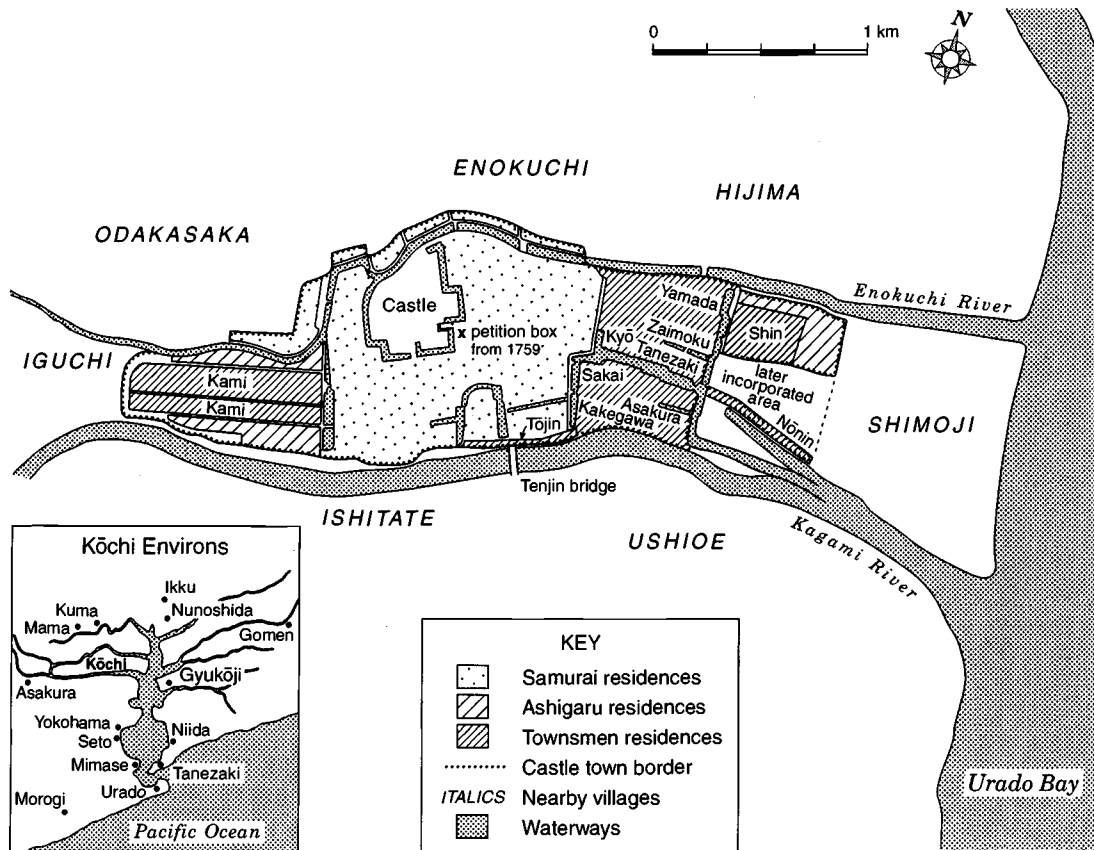 0 1 km
N
ENOKUCHI
HIJIMA
ODAKASAKA
Castle
x petition box
from 1759
Yamada
Enokuchi River
Zaimoku
Shin
IGUCHI
Kyō
Tanezaki
Kami
Sakai
later
incorporated
area
Kami
Asakura
Tōjin
Kakegawa
Nōnin
SHIMOJI
Tenjin bridge
ISHITATE
USHIOE
Kagami River
Urado Bay
Kōchi Environs
Ikku
Kuma
Nunoshida
Mama
Gomen
Kōchi
Gyukōji
Asakura
Yokohama
Niida
Seto
Mimase
Tanezaki
Urado
Morogi
Pacific Ocean
KEY
Samurai residences
Ashigaru residences
Townsmen residences
Castle town border
ITALICS Nearby villages
Waterways